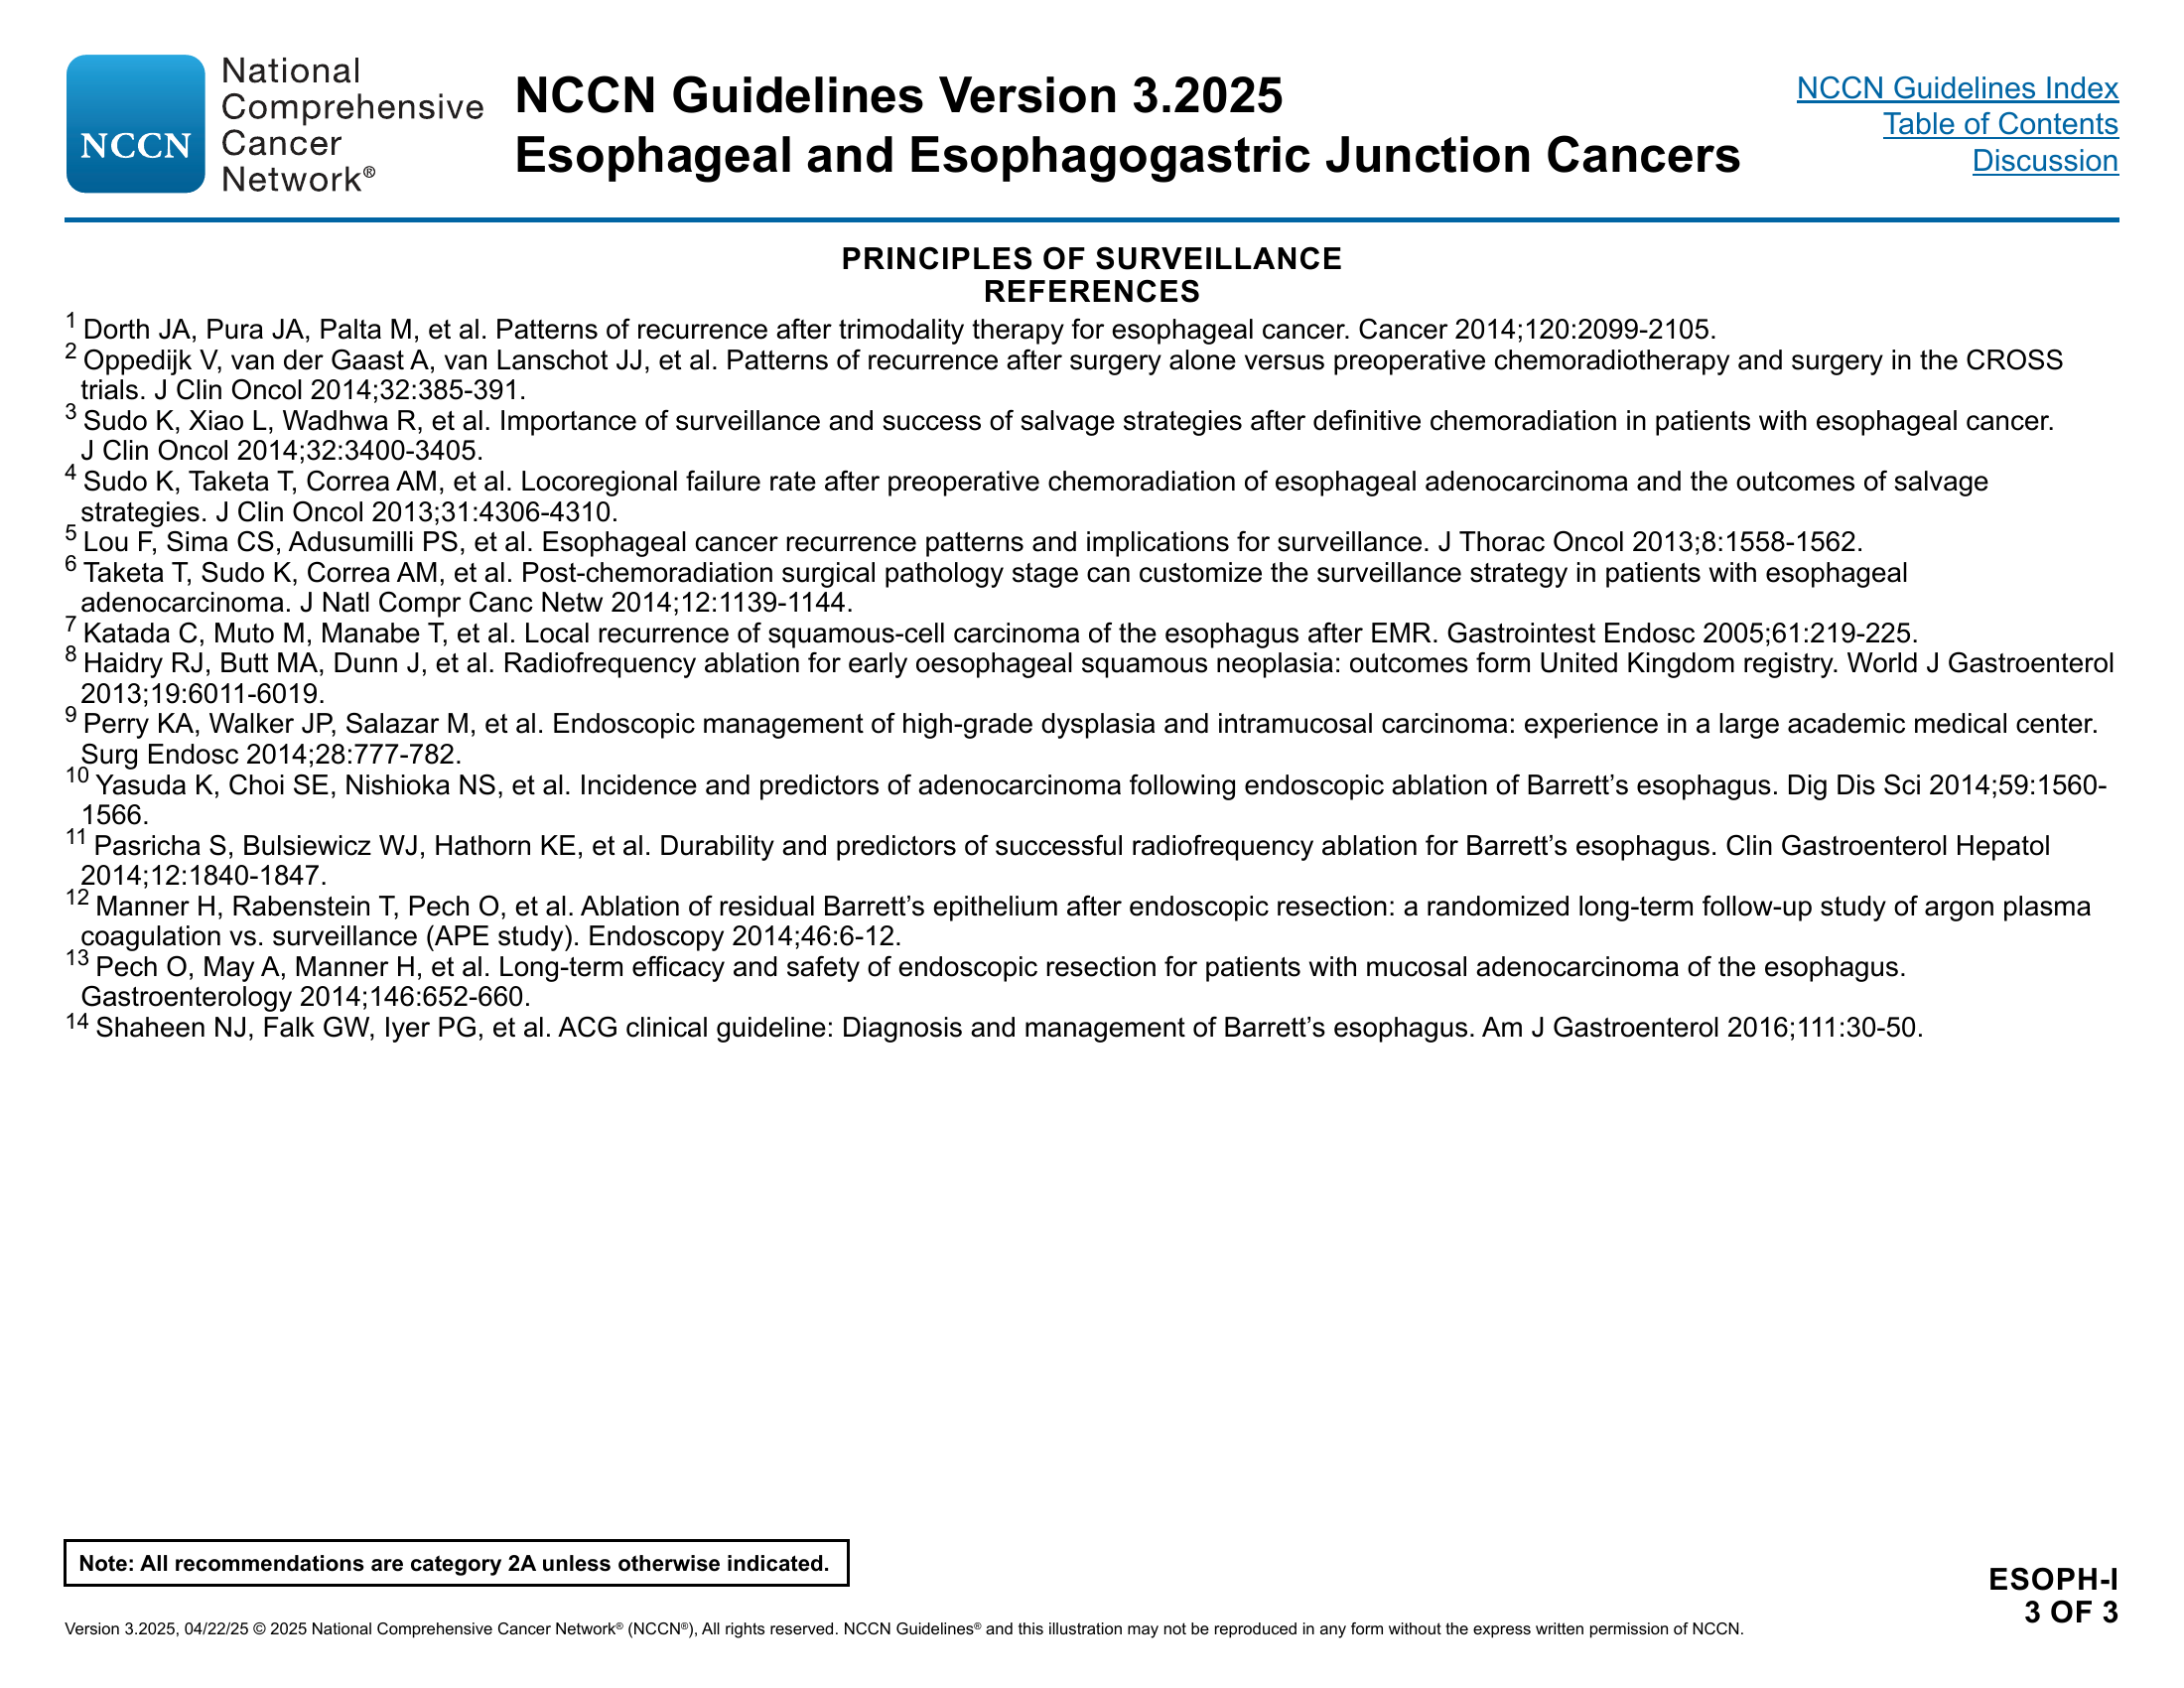 NCCN
National
Comprehensive
Cancer
Network®
NCCN Guidelines Version 3.2025
Esophageal and Esophagogastric Junction Cancers
NCCN Guidelines Index
Table of Contents
Discussion
PRINCIPLES OF SURVEILLANCE
REFERENCES
1 Dorth JA, Pura JA, Palta M, et al. Patterns of recurrence after trimodality therapy for esophageal cancer. Cancer 2014;120:2099-2105.
2 Oppedijk V, van der Gaast A, van Lanschot JJ, et al. Patterns of recurrence after surgery alone versus preoperative chemoradiotherapy and surgery in the CROSS
trials. J Clin Oncol 2014;32:385-391.
3 Sudo K, Xiao L, Wadhwa R, et al. Importance of surveillance and success of salvage strategies after definitive chemoradiation in patients with esophageal cancer.
J Clin Oncol 2014;32:3400-3405.
4 Sudo K, Taketa T, Correa AM, et al. Locoregional failure rate after preoperative chemoradiation of esophageal adenocarcinoma and the outcomes of salvage
strategies. J Clin Oncol 2013;31:4306-4310.
5 Lou F, Sima CS, Adusumilli PS, et al. Esophageal cancer recurrence patterns and implications for surveillance. J Thorac Oncol 2013;8:1558-1562.
6 Taketa T, Sudo K, Correa AM, et al. Post-chemoradiation surgical pathology stage can customize the surveillance strategy in patients with esophageal
adenocarcinoma. J Natl Compr Canc Netw 2014;12:1139-1144.
7 Katada C, Muto M, Manabe T, et al. Local recurrence of squamous-cell carcinoma of the esophagus after EMR. Gastrointest Endosc 2005;61:219-225.
8 Haidry RJ, Butt MA, Dunn J, et al. Radiofrequency ablation for early oesophageal squamous neoplasia: outcomes form United Kingdom registry. World J Gastroenterol
2013;19:6011-6019.
9 Perry KA, Walker JP, Salazar M, et al. Endoscopic management of high-grade dysplasia and intramucosal carcinoma: experience in a large academic medical center.
Surg Endosc 2014;28:777-782.
10 Yasuda K, Choi SE, Nishioka NS, et al. Incidence and predictors of adenocarcinoma following endoscopic ablation of Barrett’s esophagus. Dig Dis Sci 2014;59:1560-
1566.
11 Pasricha S, Bulsiewicz WJ, Hathorn KE, et al. Durability and predictors of successful radiofrequency ablation for Barrett’s esophagus. Clin Gastroenterol Hepatol
2014;12:1840-1847.
12 Manner H, Rabenstein T, Pech O, et al. Ablation of residual Barrett’s epithelium after endoscopic resection: a randomized long-term follow-up study of argon plasma
coagulation vs. surveillance (APE study). Endoscopy 2014;46:6-12.
13 Pech O, May A, Manner H, et al. Long-term efficacy and safety of endoscopic resection for patients with mucosal adenocarcinoma of the esophagus.
Gastroenterology 2014;146:652-660.
14 Shaheen NJ, Falk GW, Iyer PG, et al. ACG clinical guideline: Diagnosis and management of Barrett’s esophagus. Am J Gastroenterol 2016;111:30-50.
Note: All recommendations are category 2A unless otherwise indicated.
ESOPH-I
3 OF 3
Version 3.2025, 04/22/25 © 2025 National Comprehensive Cancer Network® (NCCN®), All rights reserved. NCCN Guidelines® and this illustration may not be reproduced in any form without the express written permission of NCCN.